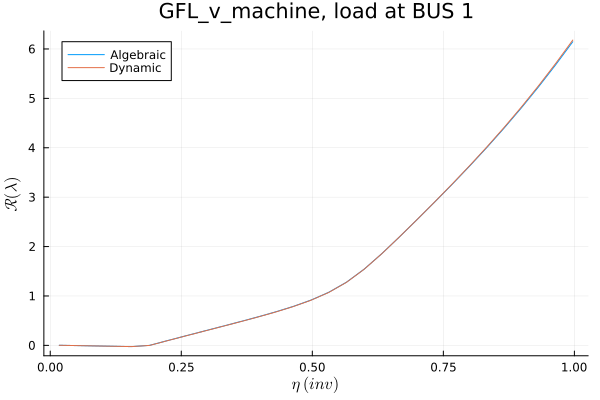 GFL_v_machine, load at BUS 1
Algebraic
Dynamic
6
5
4
3
2
1
0
ℛ(λ)
0.00 0.25 0.50 0.75 1.00
η (inv)